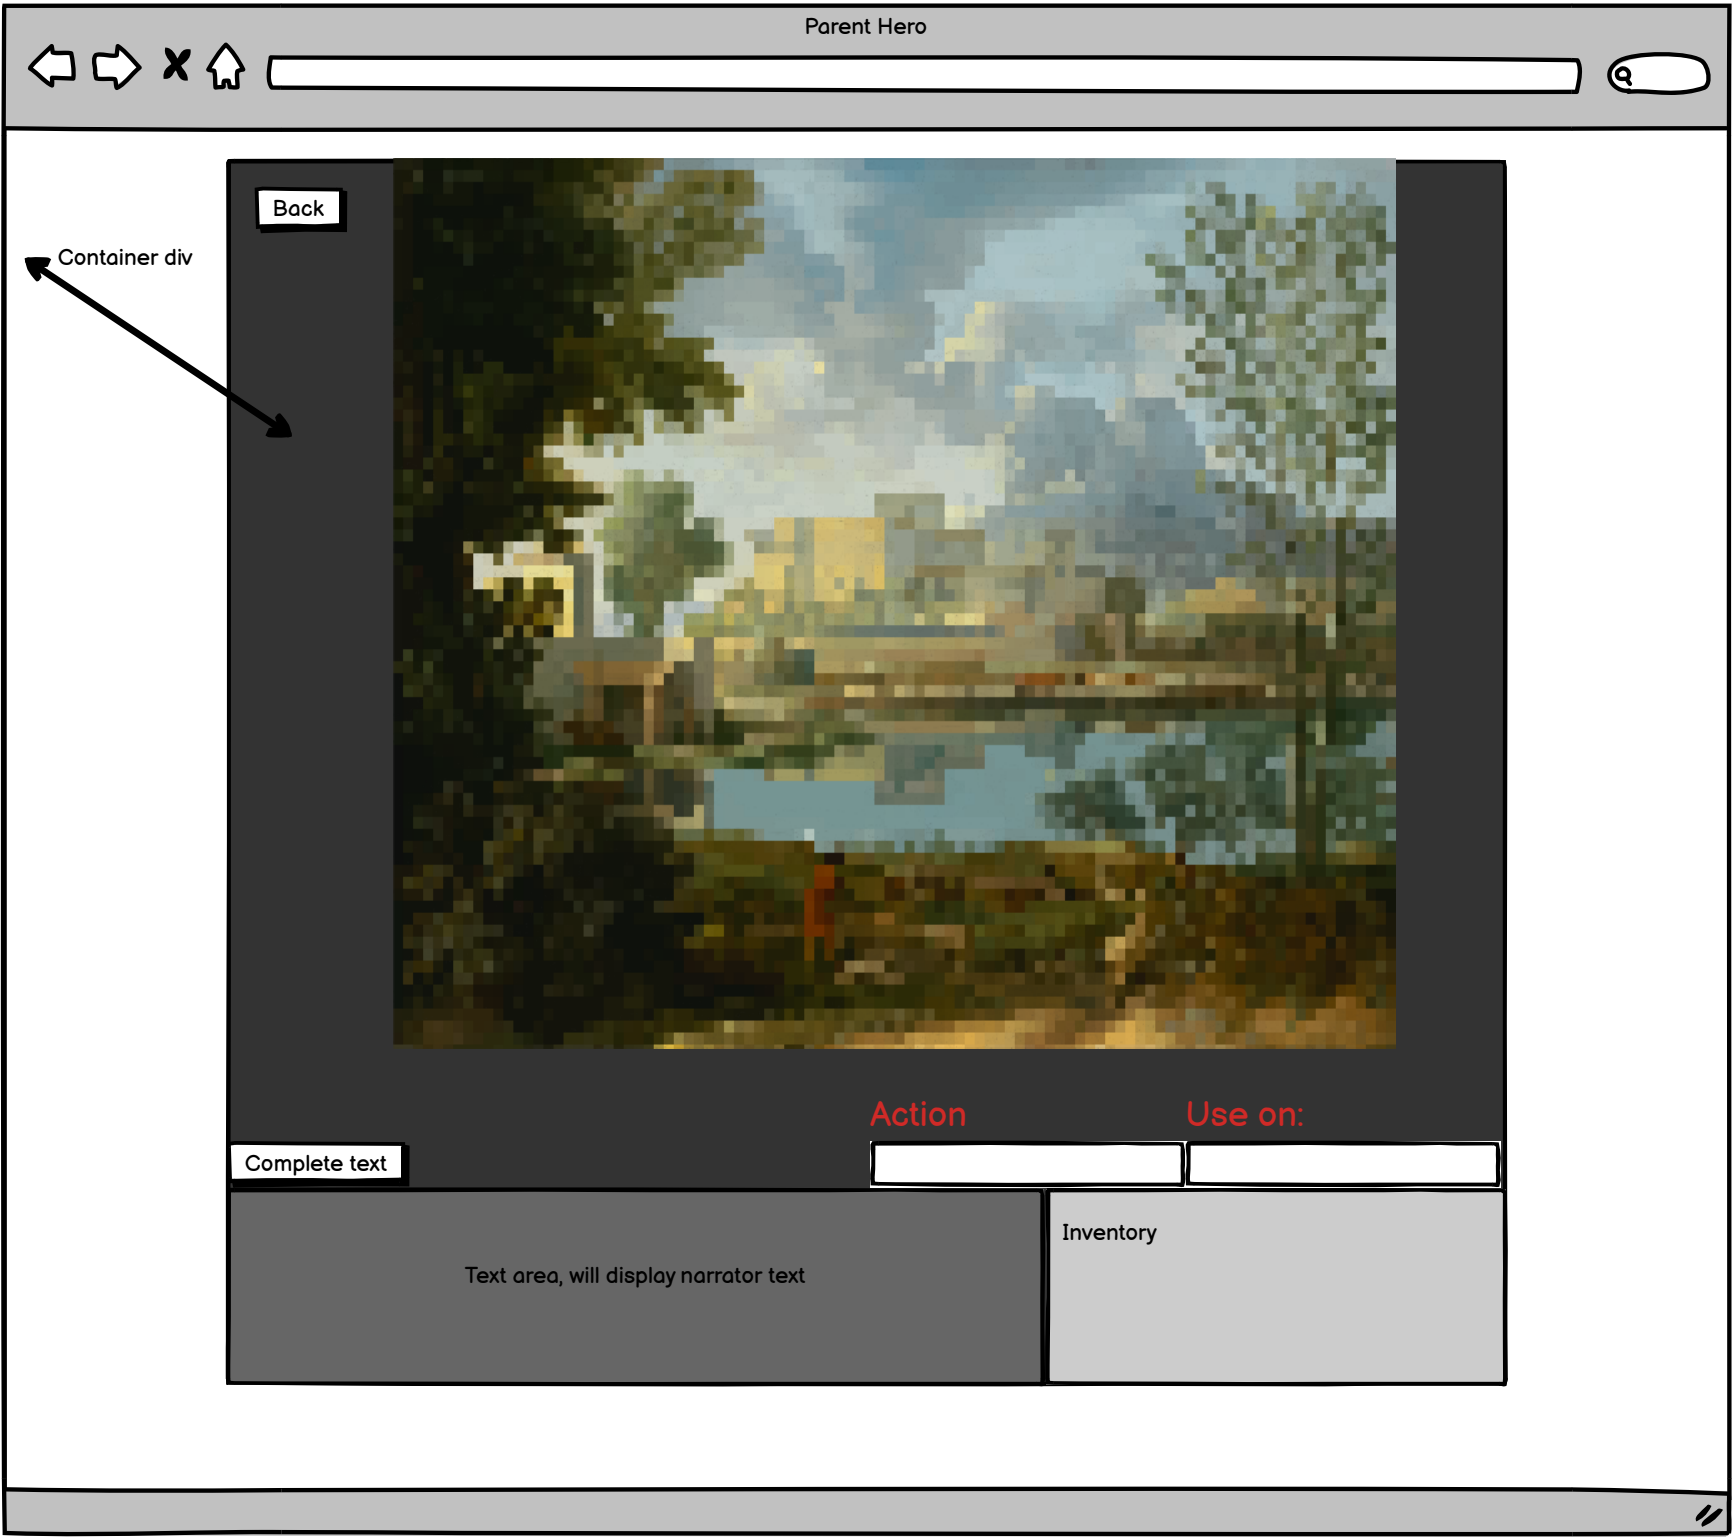 Parent Hero
Back
Container div
Action
Use on:
Complete text
Inventory
Text area, will display narrator text